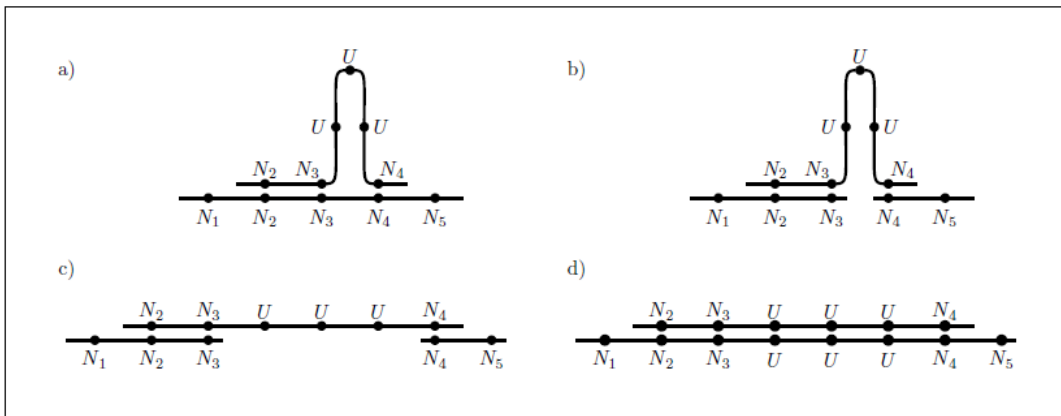 a)
U
U U
N₂ N₃ N₄
N₁ N₂ N₃ N₄ N₅
b)
U
U U
N₂ N₃ N₄
N₁ N₂ N₃ N₄ N₅
c)
N₂ N₃ U U U N₄
N₁ N₂ N₃ N₄ N₅
d)
N₂ N₃ U U U N₄
N₁ N₂ N₃ U U U N₄ N₅